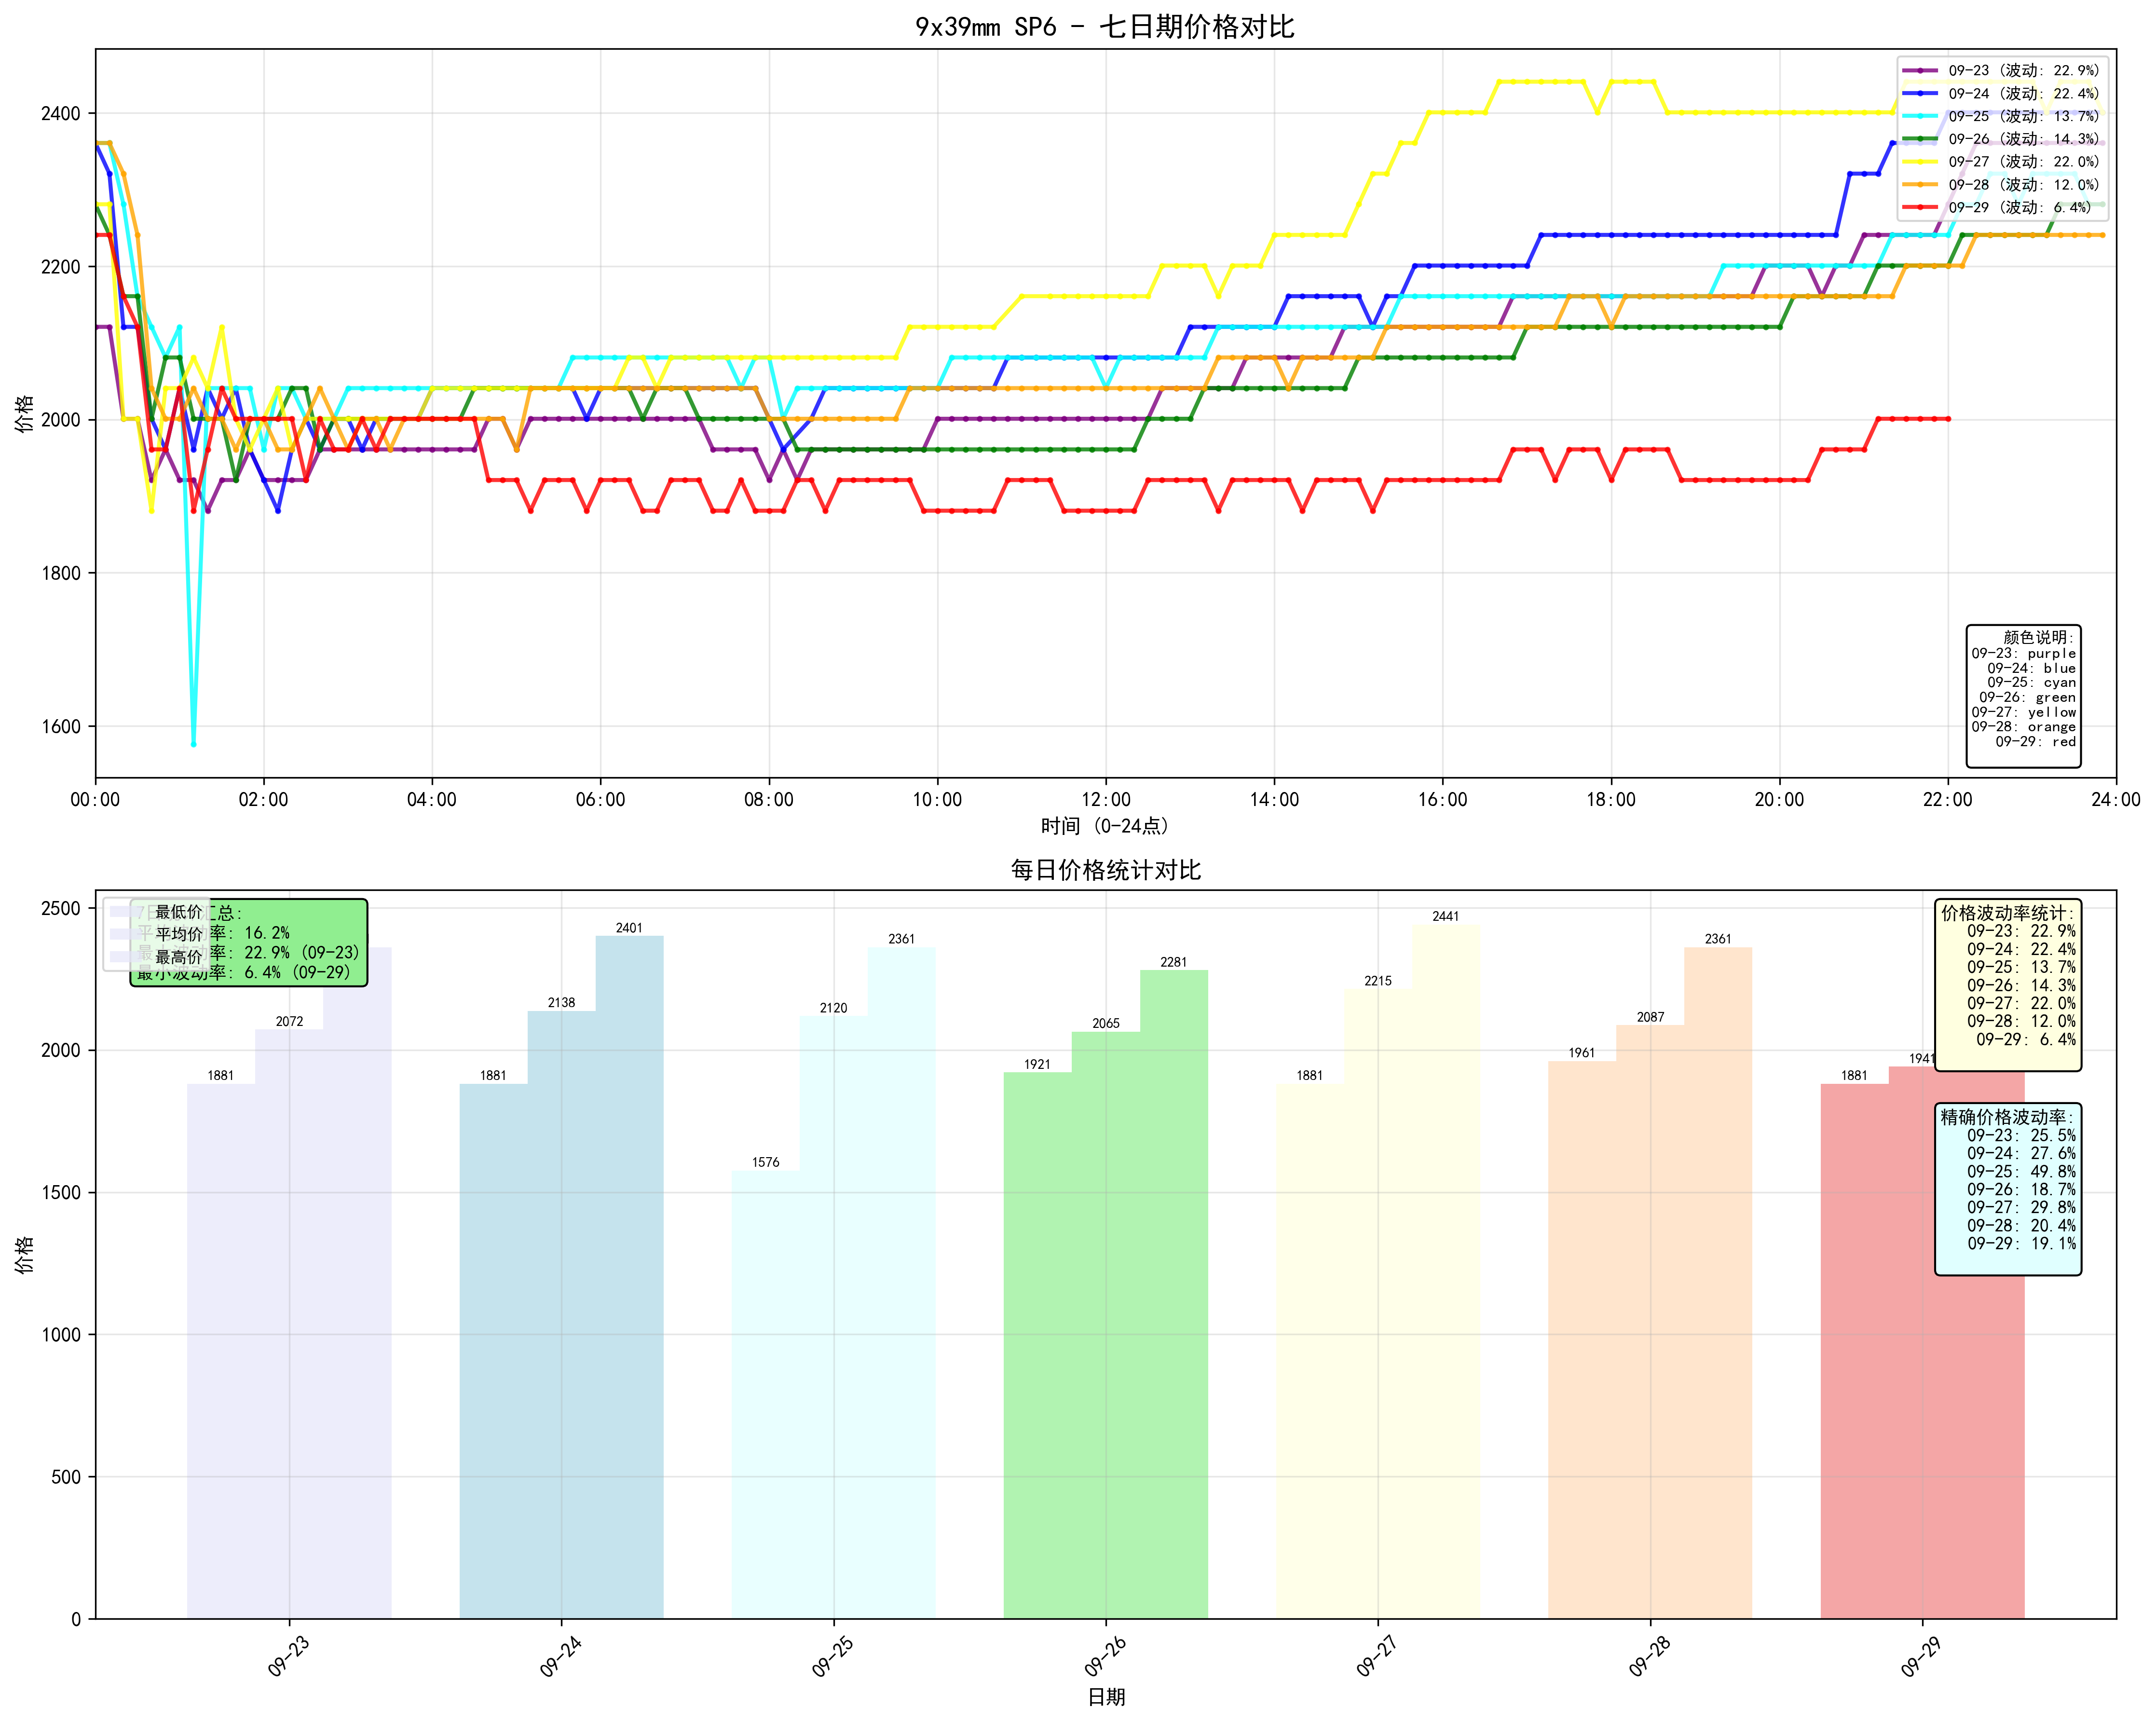 9x39mm SP6 - 七日期价格对比
价格
2400
2200
2000
1800
1600
09-23 (波动: 22.9%)
09-24 (波动: 22.4%)
09-25 (波动: 13.7%)
09-26 (波动: 14.3%)
09-27 (波动: 22.0%)
09-28 (波动: 12.0%)
09-29 (波动: 6.4%)
颜色说明:
09-23: purple
09-24: blue
09-25: cyan
09-26: green
09-27: yellow
09-28: orange
09-29: red
00:00 02:00 04:00 06:00 08:00 10:00 12:00 14:00 16:00 18:00 20:00 22:00 24:00
时间 (0-24点)
每日价格统计对比
价格
2500
2000
1500
1000
500
0
最低价
平均价
最高价
7日 汇总:
平 率: 16.2%
最 率: 22.9% (09-23)
最小波动率: 6.4% (09-29)
1881 2072
1881 2138 2401
1576 2120 2361
1921 2065 2281
1881 2215 2441
1961 2087 2361
1881 1941
价格波动率统计:
09-23: 22.9%
09-24: 22.4%
09-25: 13.7%
09-26: 14.3%
09-27: 22.0%
09-28: 12.0%
09-29: 6.4%
精确价格波动率:
09-23: 25.5%
09-24: 27.6%
09-25: 49.8%
09-26: 18.7%
09-27: 29.8%
09-28: 20.4%
09-29: 19.1%
09-23 09-24 09-25 09-26 09-27 09-28 09-29
日期